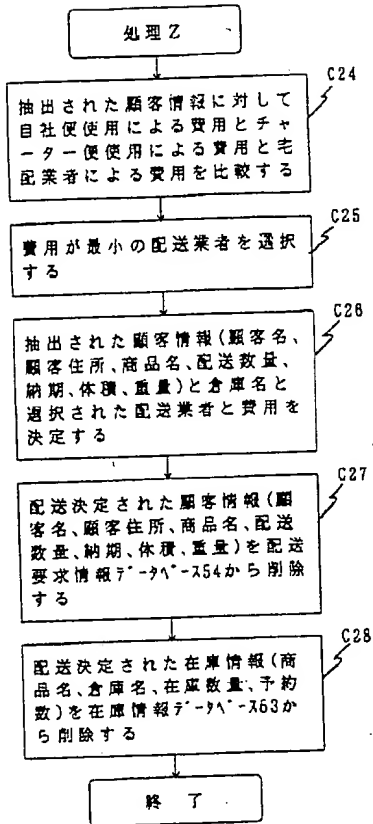 処理Z
C24
抽出された顧客情報に対して
自社便使用による費用とチャ
ーター便使用による費用と宅
配業者による費用を比較する
C25
費用が最小の配送業者を選択
する
C26
抽出された顧客情報(顧客名、
顧客住所、商品名、配送数量、
納期、体積、重量)と倉庫名と
選択された配送業者と費用を
決定する
C27
配送決定された顧客情報(顧
客名、顧客住所、商品名、配送
数量、納期、体積、重量)を配送
要求情報データベース54から削除
する
C28
配送決定された在庫情報(商
品名、倉庫名、在庫数量、予約
数)を在庫情報データベース53か
ら削除する
終了